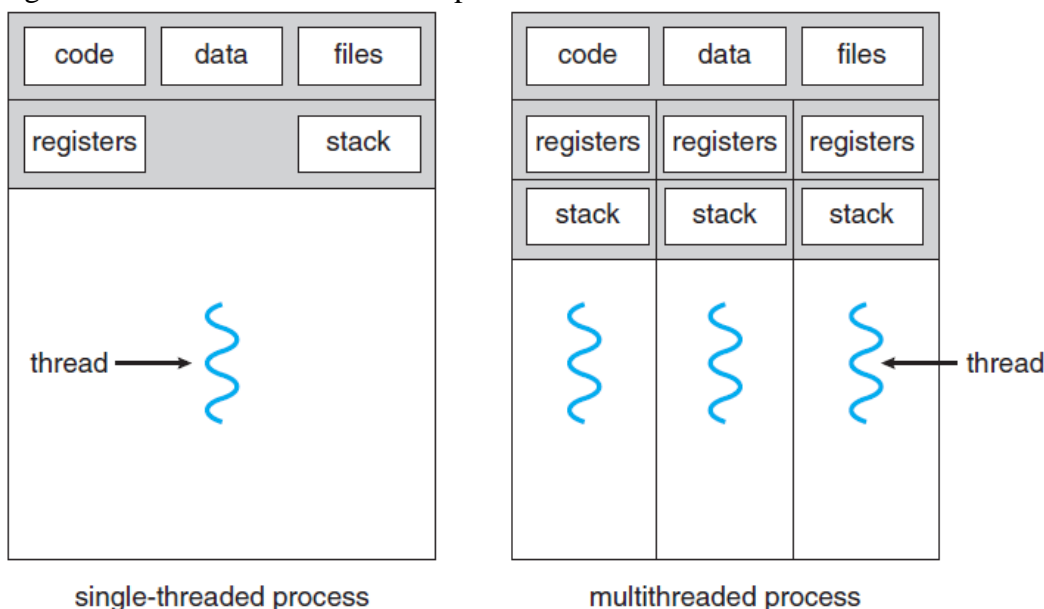 code data files code data files
registers stack registers registers registers
stack stack stack
thread thread
single-threaded process multithreaded process